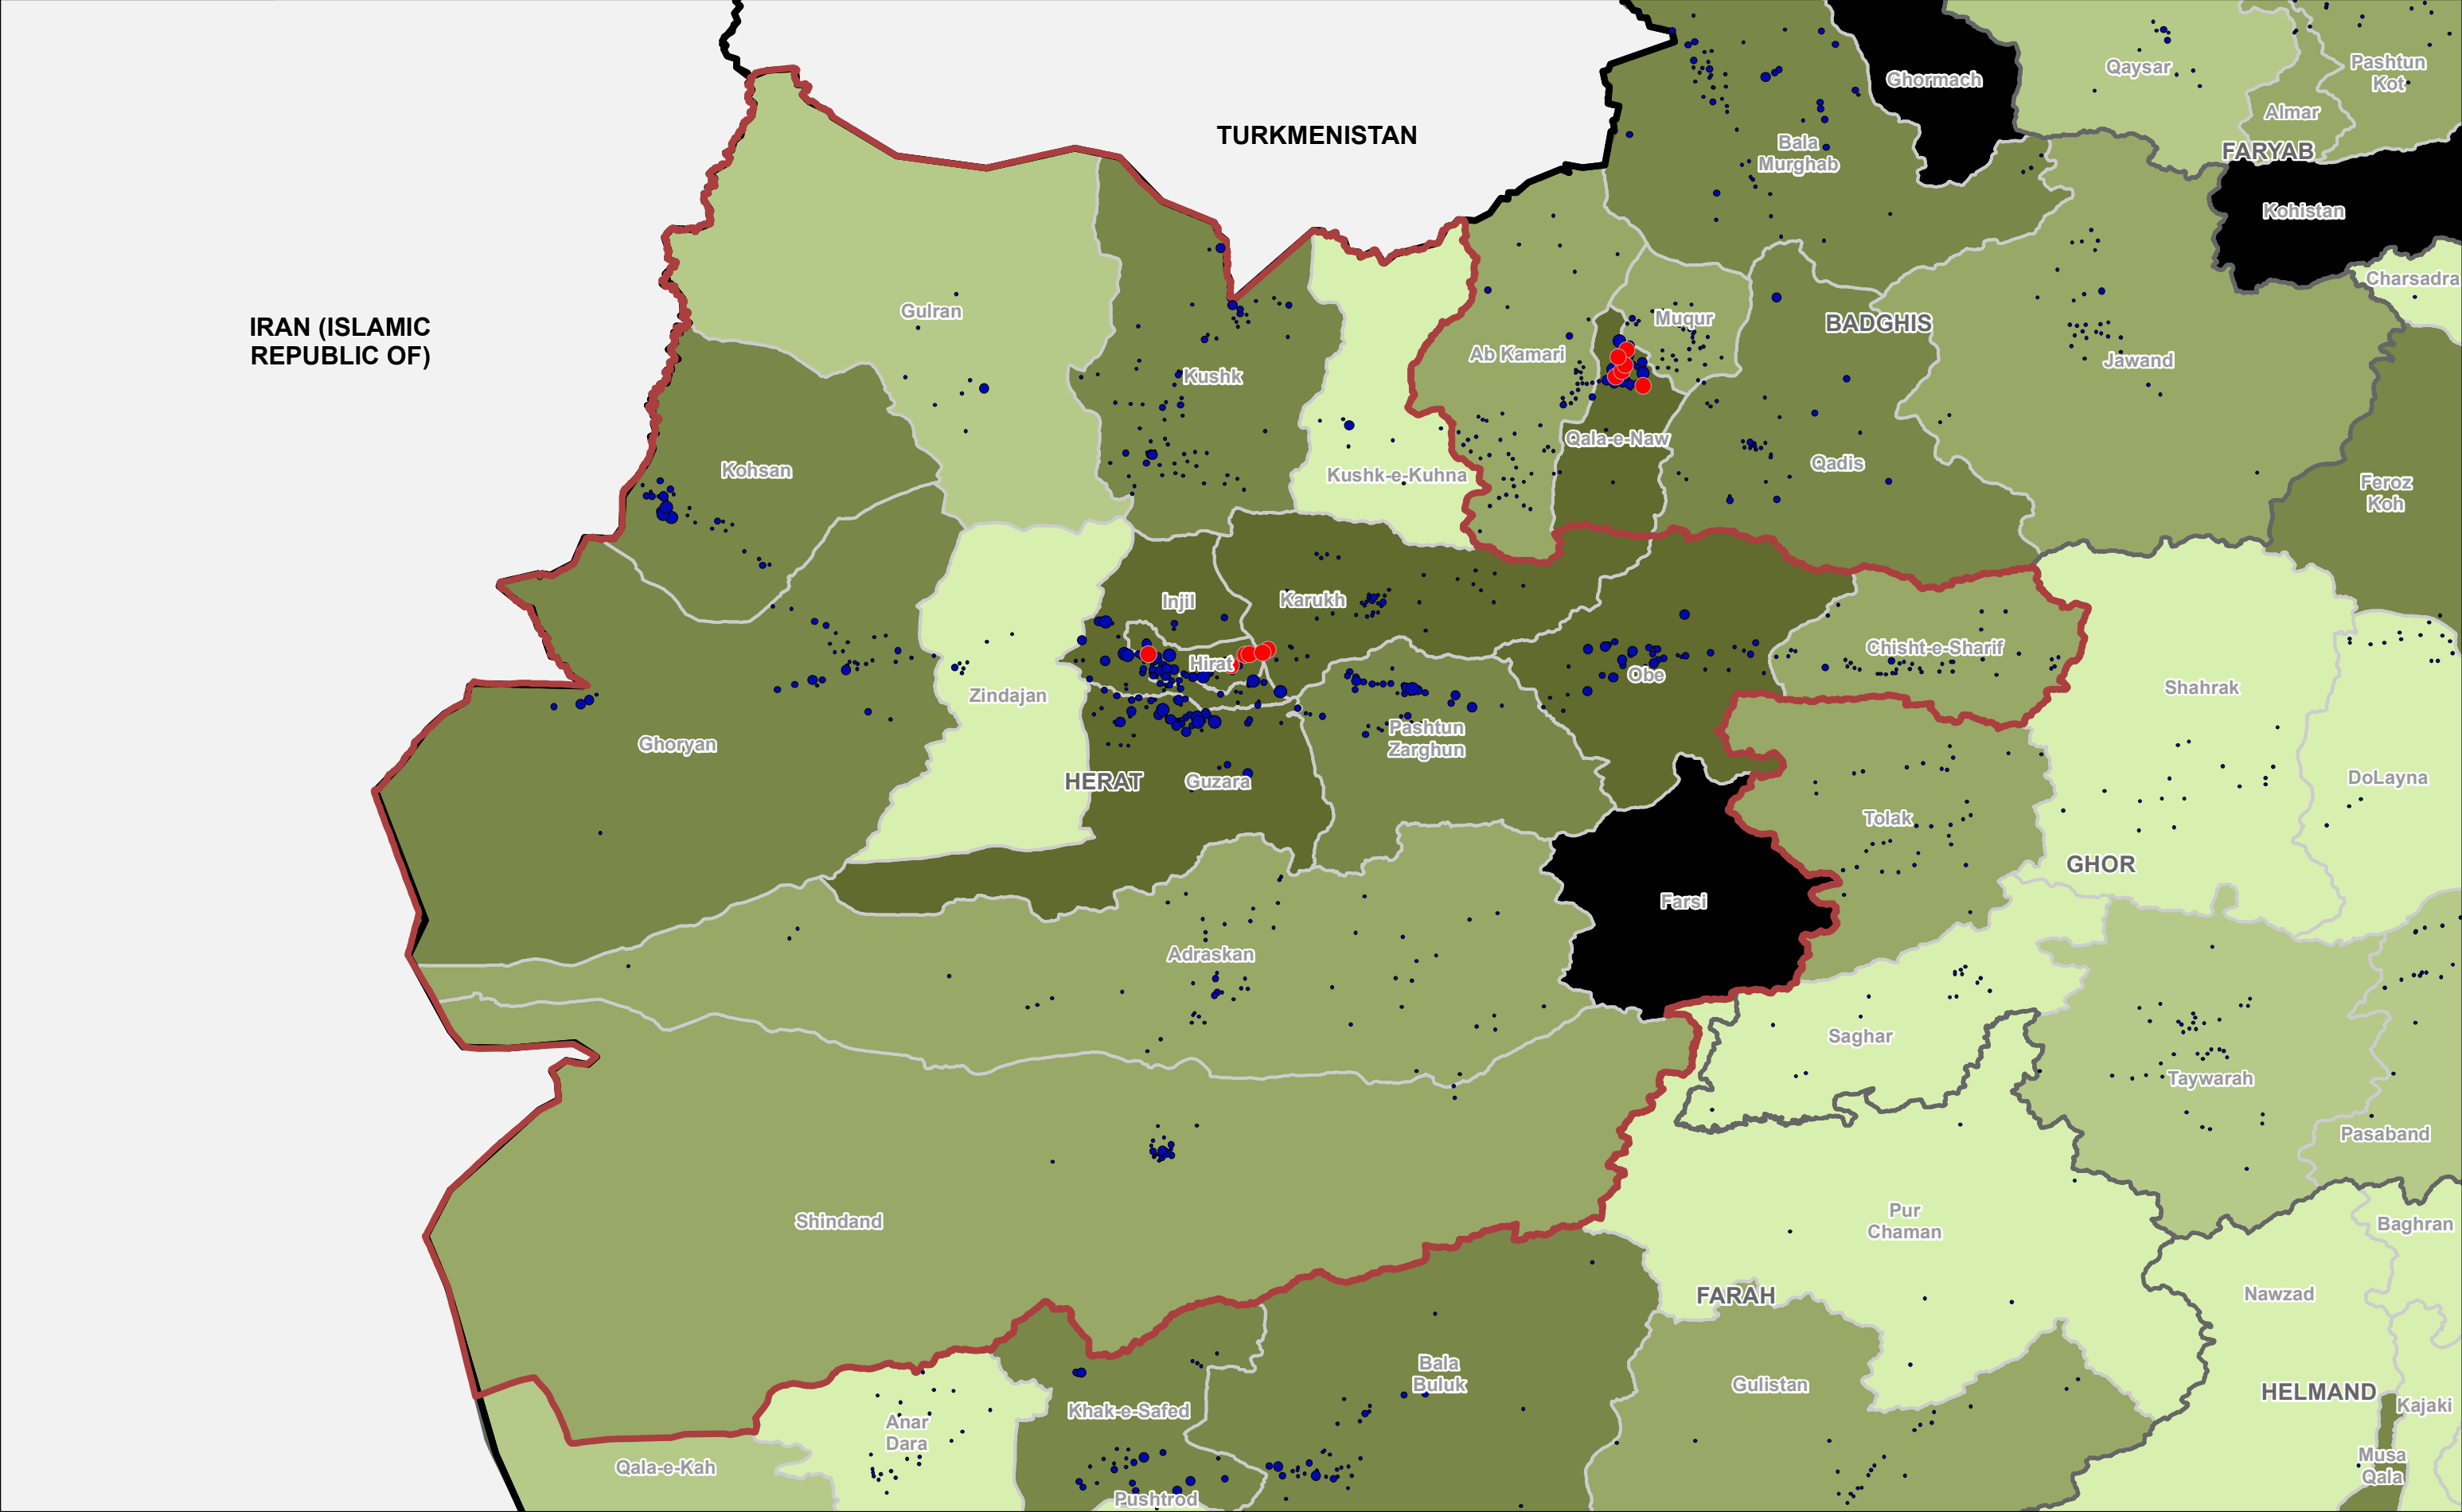 Ghormach
Qaysar
Pashtun
Kot
Almar
TURKMENISTAN
Bala
Murghab
FARYAB
Kohistan
Charsadra
IRAN (ISLAMIC
REPUBLIC OF)
Gulran
Muqur
BADGHIS
Ab Kamari
Jawand
Kushk
Qala-e-Naw
Kohsan
Kushk-e-Kuhna
Qadis
Feroz
Koh
Injil
Karukh
Hirat
Chisht-e-Sharif
Obe
Zindajan
Shahrak
Ghoryan
Pashtun
Zarghun
HERAT
Guzara
DoLayna
Tolak
GHOR
Farsi
Adraskan
Saghar
Taywarah
Pasaband
Shindand
Pur
Chaman
Baghran
FARAH
Nawzad
Bala
Buluk
Gulistan
HELMAND
Khak-e-Safed
Kajaki
Anar
Dara
Qala-e-Kah
Musa
Qala
Pushtrod